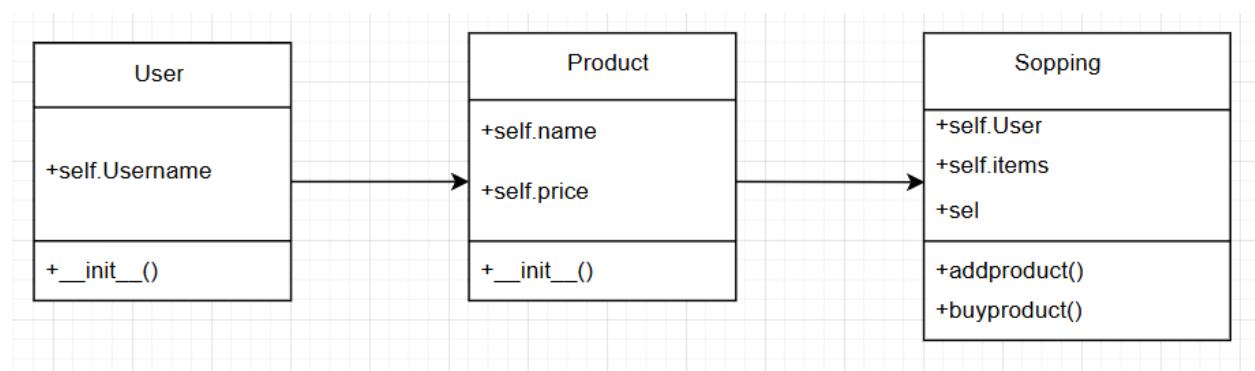 User
+self.Username
+__init__()
Product
+self.name
+self.price
+__init__()
Sopping
+self.User
+self.items
+sel
+addproduct()
+buyproduct()